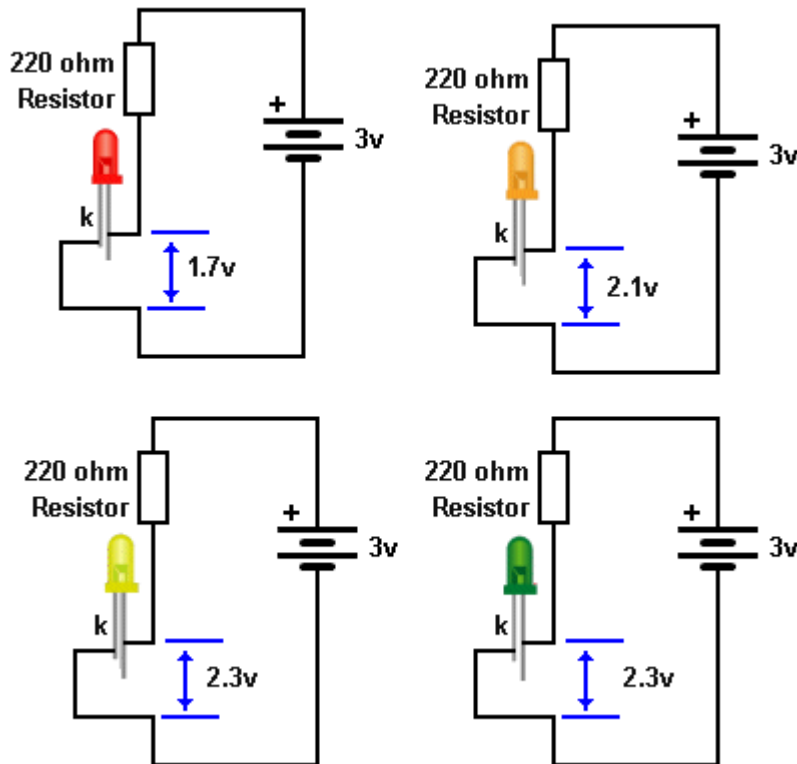 220 ohm
Resistor
+
3v
k
1.7v
220 ohm
Resistor
+
3v
k
2.1v
220 ohm
Resistor
+
3v
k
2.3v
220 ohm
Resistor
+
3v
k
2.3v